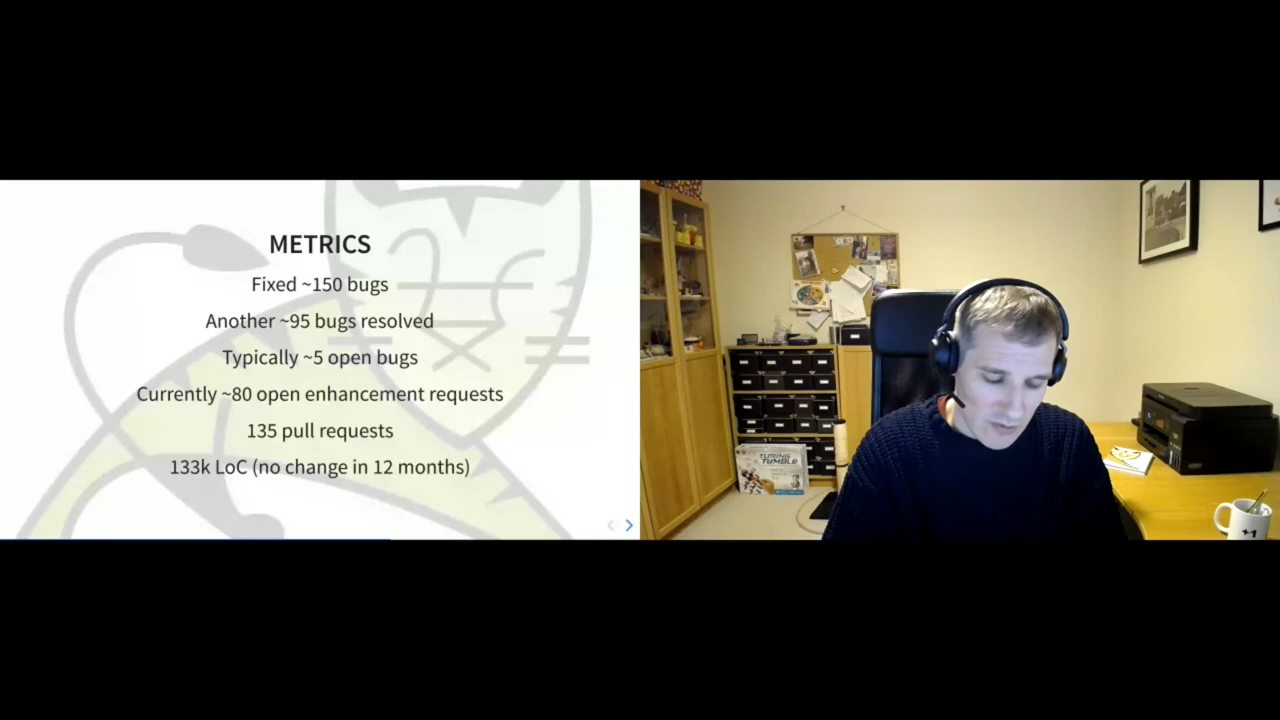 METRICS
Fixed ~150 bugs
Another ~95 bugs resolved
Typically ~5 open bugs
Currently ~80 open enhancement requests
135 pull requests
133k LoC (no change in 12 months)
TURING
TUMBLE
+1